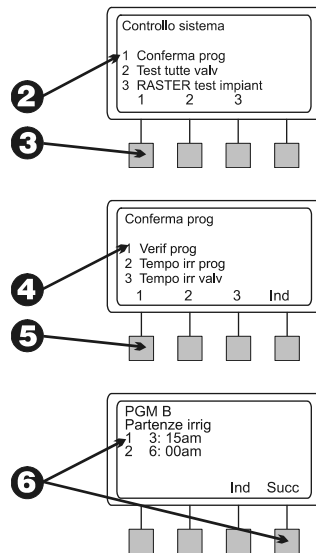 Controllo sistema
1 Conferma prog
2 Test tutte valv
3 RASTER test impiant
1 2 3
2
3
Conferma prog
1 Verif prog
2 Tempo irr prog
3 Tempo irr valv
1 2 3 Ind
4
5
PGM B
Partenze irrig
1 3: 15am
2 6: 00am
Ind Succ
6